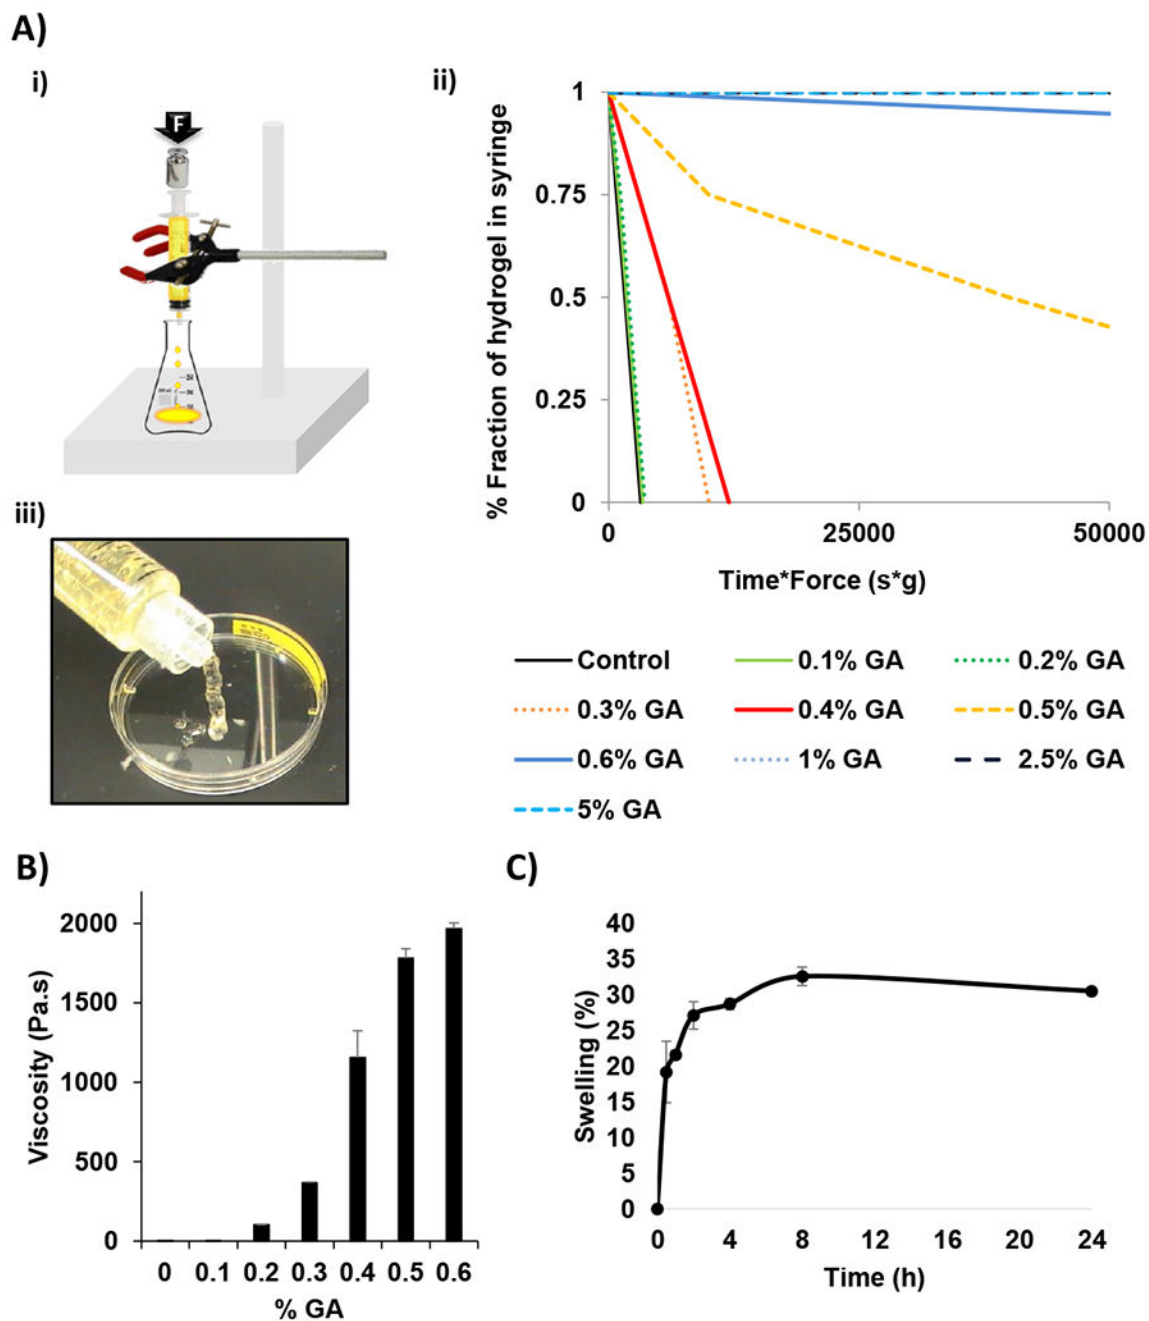 A)
i)
F
ii)
% Fraction of hydrogel in syringe
1
0.75
0.5
0.25
0
0
25000
50000
Time*Force (s*g)
iii)
Control
0.1% GA
0.2% GA
0.3% GA
0.4% GA
0.5% GA
0.6% GA
1% GA
2.5% GA
5% GA
B)
Viscosity (Pa.s)
2000
1500
1000
500
0
0 0.1 0.2 0.3 0.4 0.5 0.6
% GA
C)
Swelling (%)
40
35
30
25
20
15
10
5
0
0 4 8 12 16 20 24
Time (h)